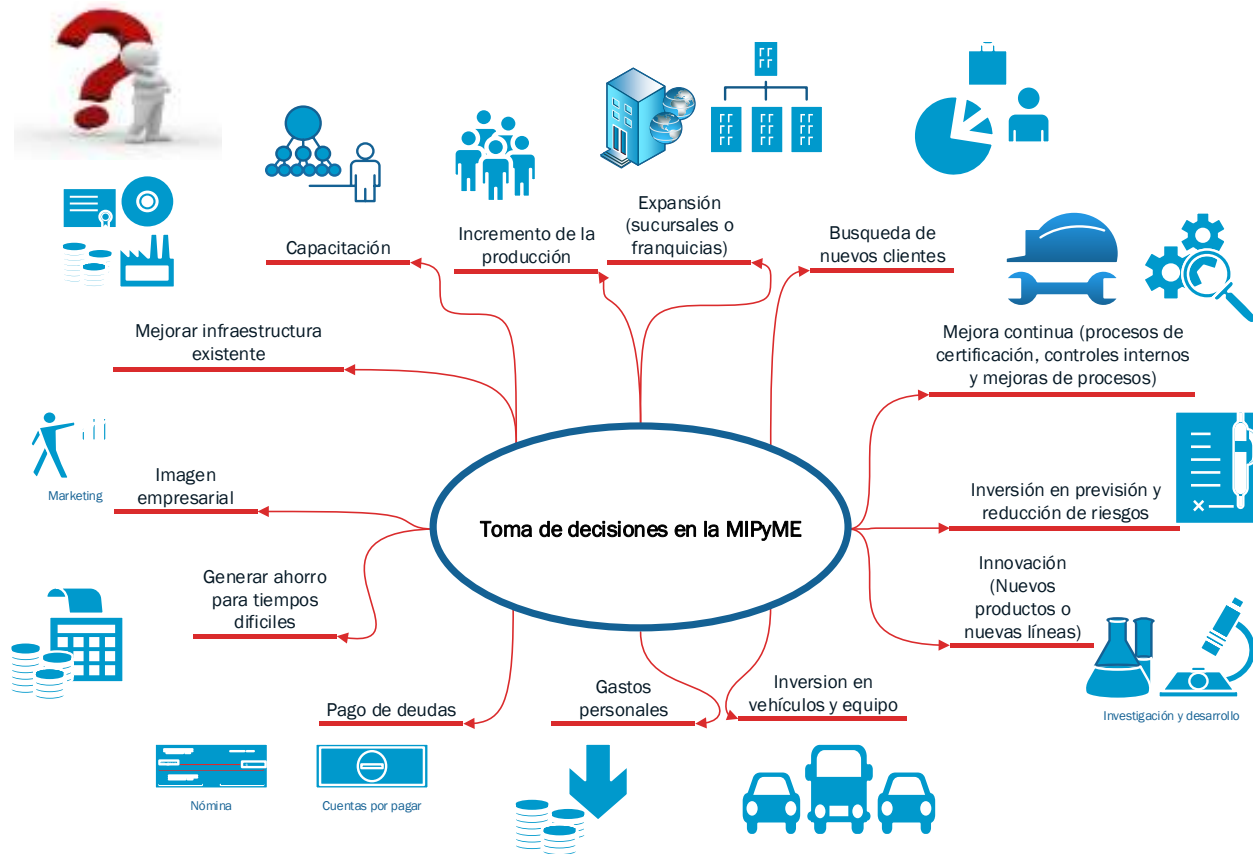 Capacitación
Incremento de la
producción
Expansión
(sucursales o
franquicias)
Busqueda de
nuevos clientes
Mejorar infraestructura
existente
Mejora continua (procesos de
certificación, controles internos
y mejoras de procesos)
Marketing
Imagen
empresarial
Toma de decisiones en la MIPyME
Inversión en previsión y
reducción de riesgos
Generar ahorro
para tiempos
dificiles
Innovación
(Nuevos
productos o
nuevas líneas)
Pago de deudas
Gastos
personales
Inversion en
vehículos y equipo
Investigación y desarrollo
Nómina
Cuentas por pagar